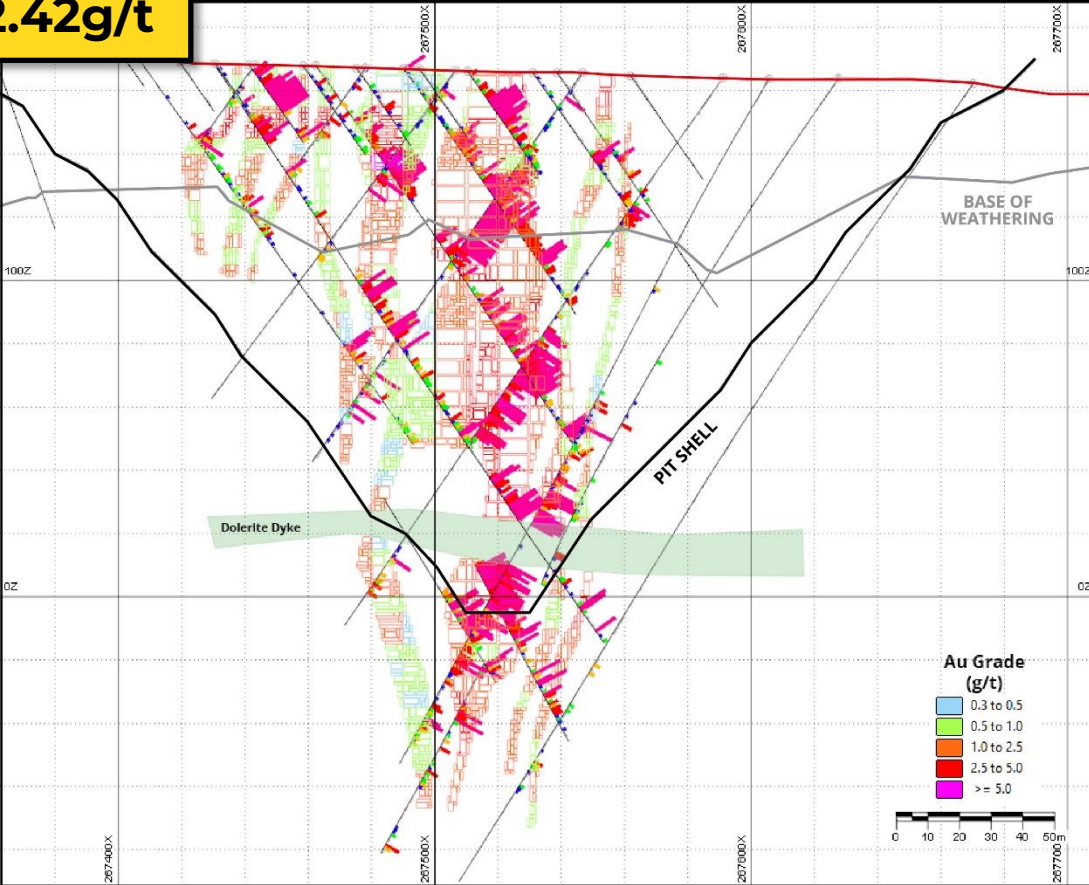 2.42g/t
267500X
267600X
267700X
BASE OF
WEATHERING
100Z
100Z
PIT SHELL
Dolerite Dyke
0Z
0Z
Au Grade
(g/t)
0.3 to 0.5
0.5 to 1.0
1.0 to 2.5
2.5 to 5.0
>= 5.0
0 10 20 30 40 50m
267400X
267500X
267600X
267700